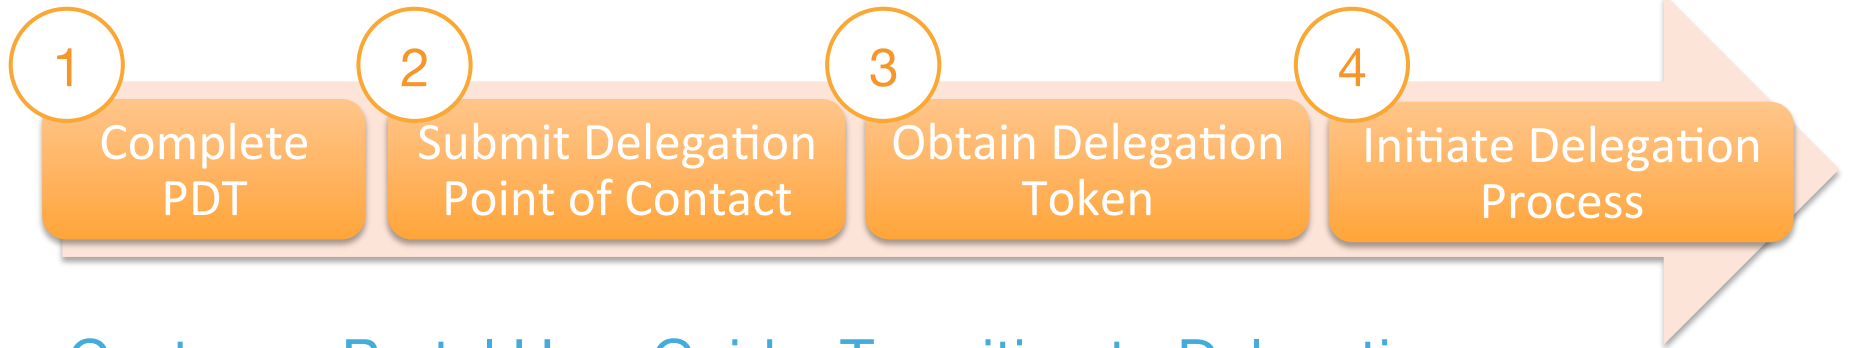 1
Complete
PDT
2
Submit Delegation
Point of Contact
3
Obtain Delegation
Token
4
Initiate Delegation
Process